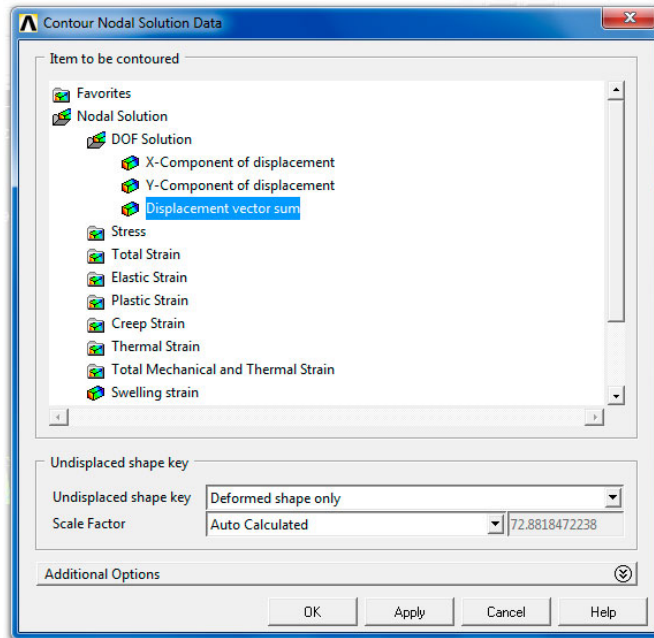 Contour Nodal Solution Data
Item to be contoured
Favorites
Nodal Solution
DOF Solution
X-Component of displacement
Y-Component of displacement
Displacement vector sum
Stress
Total Strain
Elastic Strain
Plastic Strain
Creep Strain
Thermal Strain
Total Mechanical and Thermal Strain
Swelling strain
Undisplaced shape key
Undisplaced shape key Deformed shape only
Scale Factor Auto Calculated 72.8818472238
Additional Options
OK Apply Cancel Help